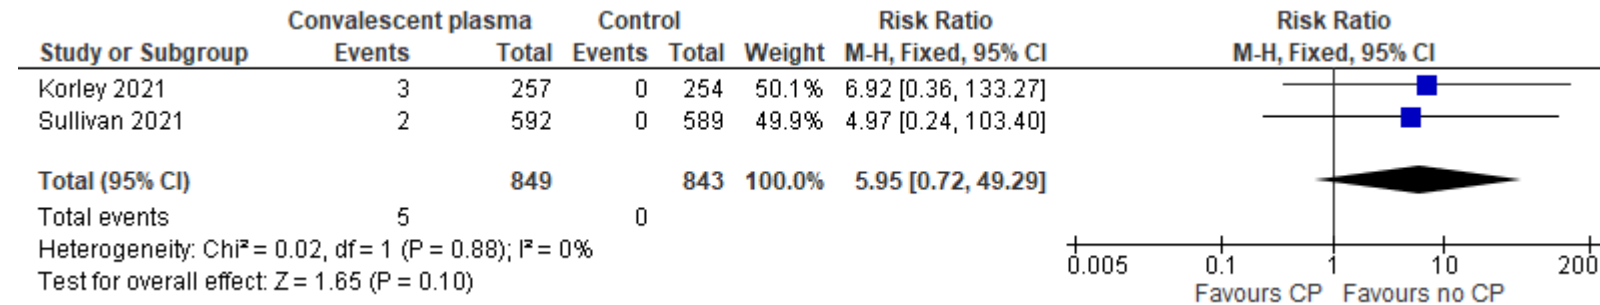 Convalescent plasma Control Risk Ratio Risk Ratio
Study or Subgroup Events Total Events Total Weight M-H, Fixed, 95% CI M-H, Fixed, 95% CI
Korley 2021 3 257 0 254 50.1% 6.92 [0.36, 133.27]
Sullivan 2021 2 592 0 589 49.9% 4.97 [0.24, 103.40]
Total (95% CI) 849 843 100.0% 5.95 [0.72, 49.29]
Total events 5 0
Heterogeneity: Chi² = 0.02, df = 1 (P = 0.88); I² = 0%
Test for overall effect: Z = 1.65 (P = 0.10)
0.005 0.1 1 10 200
Favours CP Favours no CP